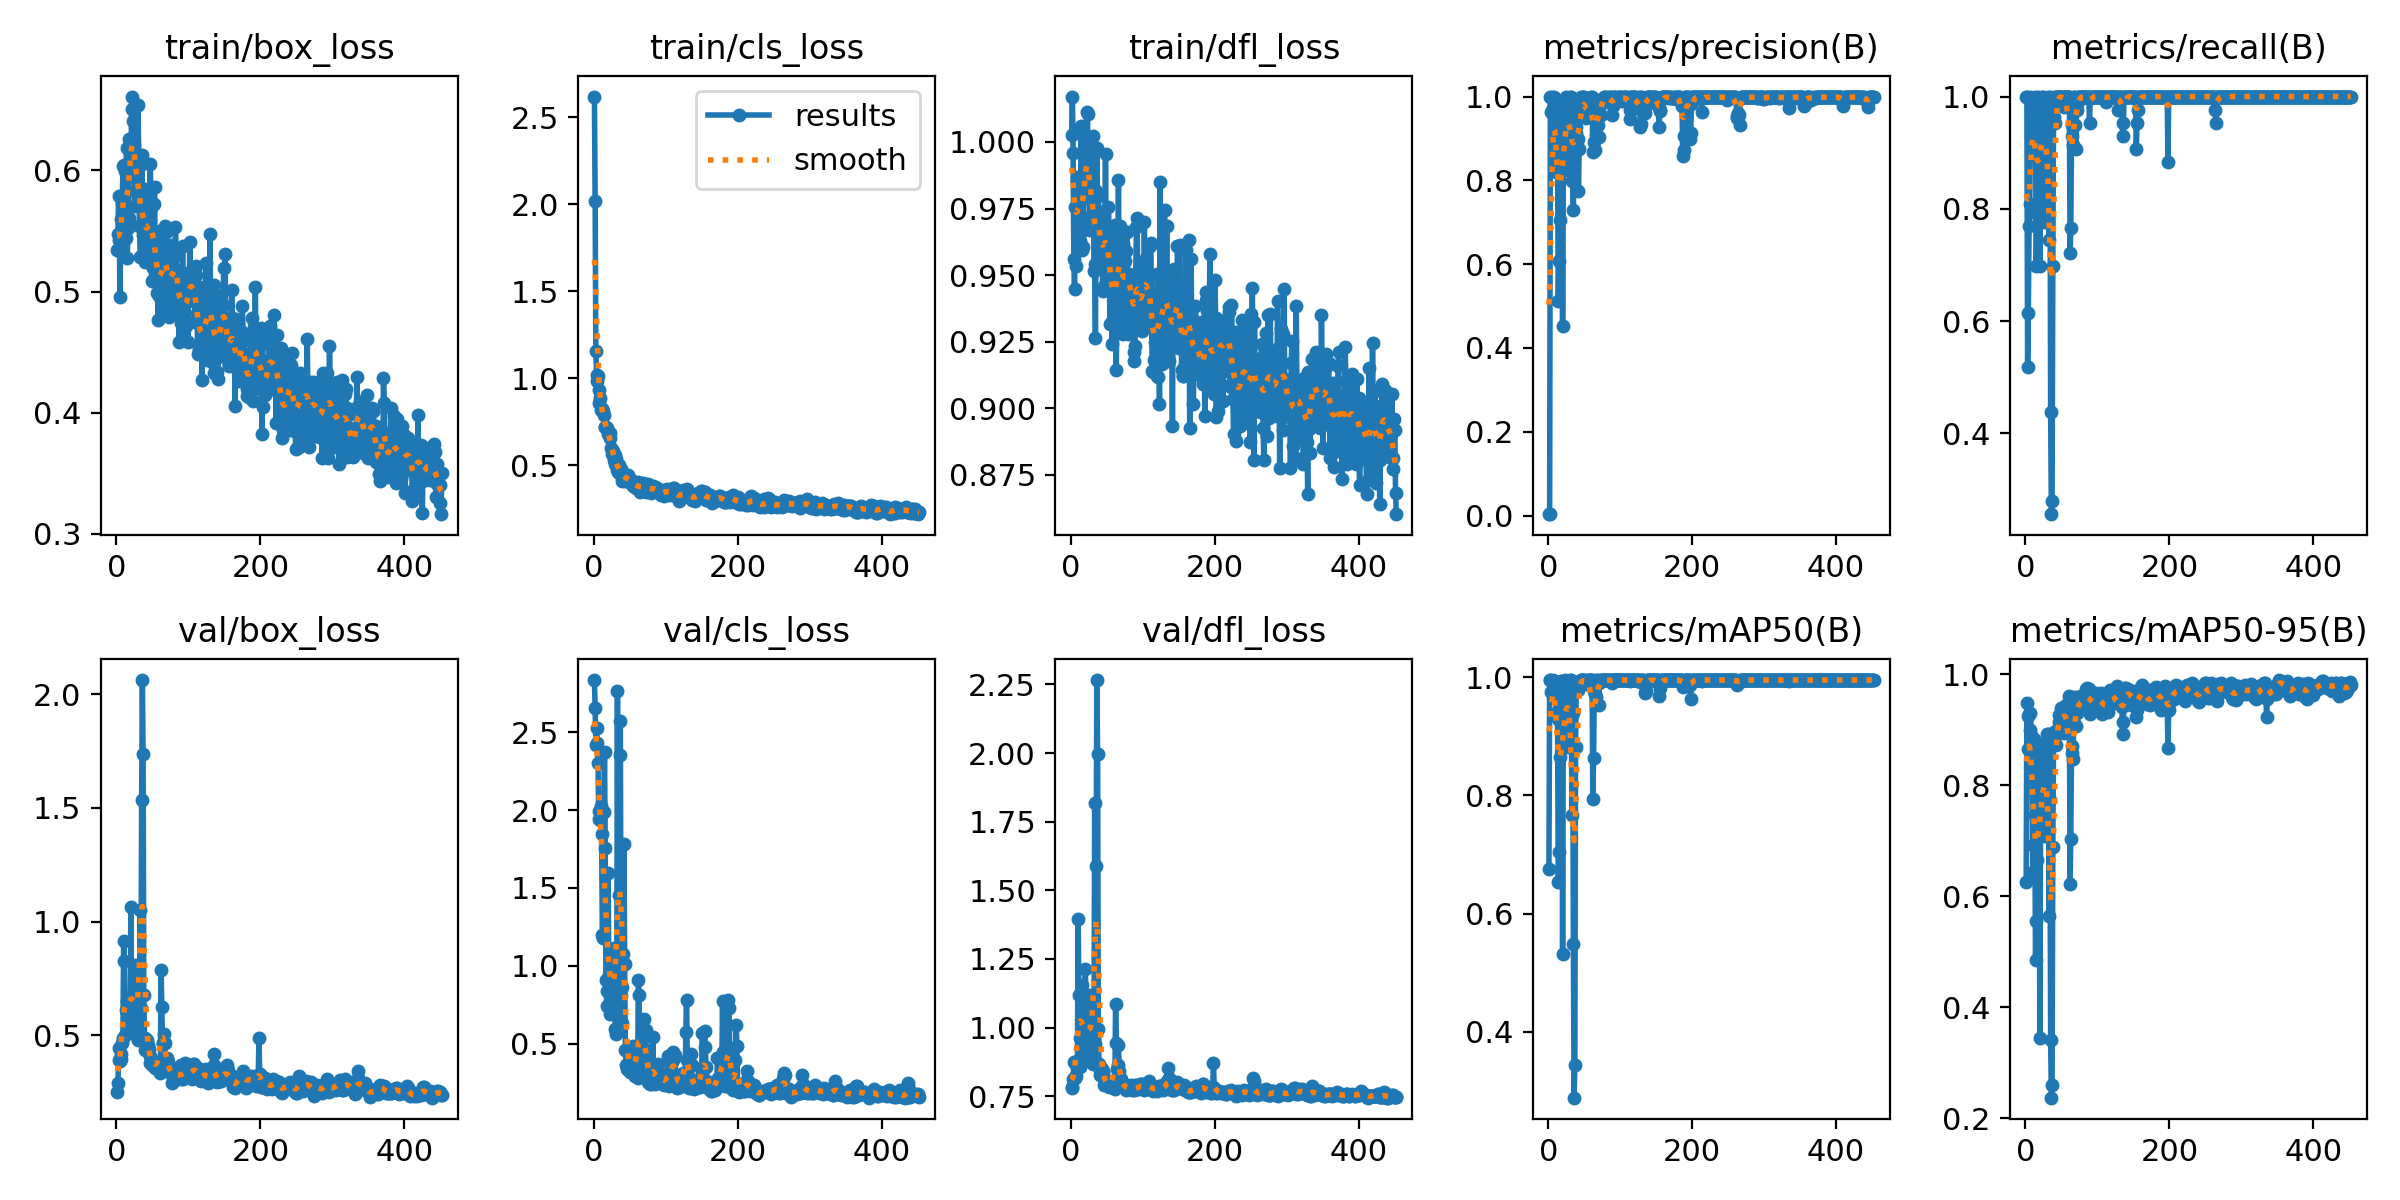 train/box_loss
train/cls_loss
train/dfl_loss
metrics/precision(B)
metrics/recall(B)
0.6
0.5
0.4
0.3
0 200 400
2.5
2.0
1.5
1.0
0.5
0 200 400
results
smooth
1.000
0.975
0.950
0.925
0.900
0.875
0 200 400
1.0
0.8
0.6
0.4
0.2
0.0
0 200 400
1.0
0.8
0.6
0.4
0 200 400
val/box_loss
val/cls_loss
val/dfl_loss
metrics/mAP50(B)
metrics/mAP50-95(B)
2.0
1.5
1.0
0.5
0 200 400
2.5
2.0
1.5
1.0
0.5
0 200 400
2.25
2.00
1.75
1.50
1.25
1.00
0.75
0 200 400
1.0
0.8
0.6
0.4
0 200 400
1.0
0.8
0.6
0.4
0.2
0 200 400